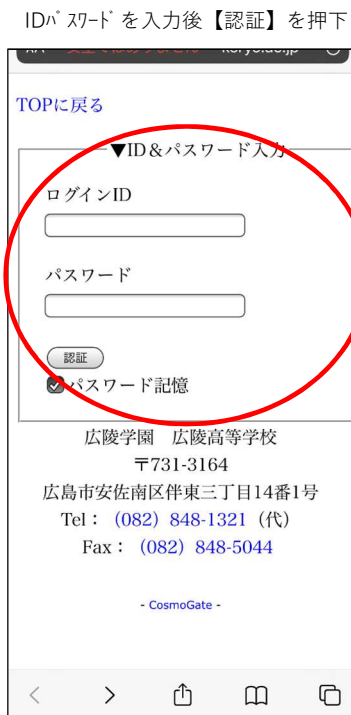 IDﾊﾟｽﾜｰﾄﾞを入力後【認証】を押下
TOPに戻る
▼ID＆パスワード入力
ログインID
パスワード
認証
パスワード記憶
広陵学園　広陵高等学校
〒731-3164
広島市安佐南区伴東三丁目14番1号
Tel： (082) 848-1321 (代)
Fax： (082) 848-5044
- CosmoGate -